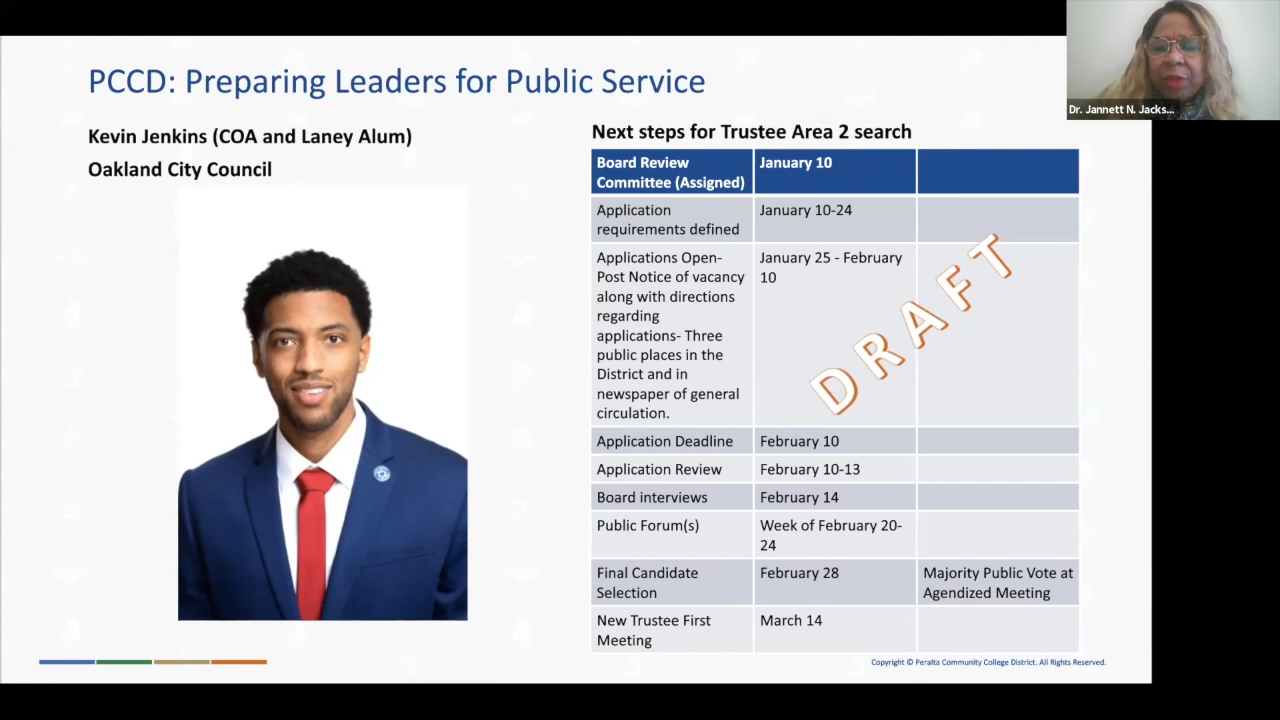 PCCD: Preparing Leaders for Public Service
Kevin Jenkins (COA and Laney Alum)
Oakland City Council
Next steps for Trustee Area 2 search
Board Review
Committee (Assigned)
January 10
Application
requirements defined
January 10-24
Applications Open-
Post Notice of vacancy
along with directions
regarding
applications- Three
public places in the
District and in
newspaper of general
circulation.
January 25 - February
10
Application Deadline
February 10
Application Review
February 10-13
Board interviews
February 14
Public Forum(s)
Week of February 20-
24
Final Candidate
Selection
February 28
Majority Public Vote at
Agendized Meeting
New Trustee First
Meeting
March 14
DRAFT
Copyright © Peralta Community College District. All Rights Reserved.
Dr. Jannett N. Jacks...